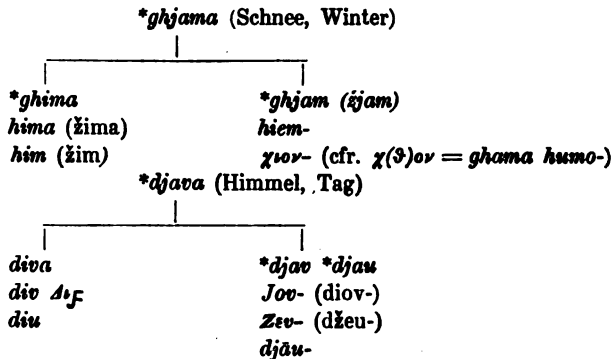 *ghjama (Schnee, Winter)
*ghima *ghjam (źjam)
hima (žima) hiem-
him (žim) χιον- (cfr. χ(ϑ)ον = ghama humo-)
*djava (Himmel, Tag)
diva *djav *djau
div Διϝ Jov- (diov-)
diu Ζευ- (džeu-)
djāu-